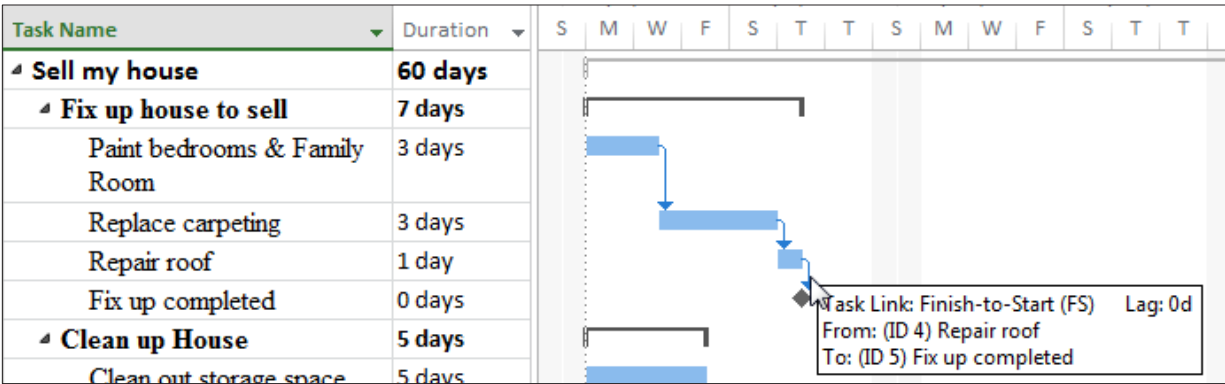 Task Name Duration S M W F S T T S M W F S T T
Sell my house 60 days
Fix up house to sell 7 days
Paint bedrooms & Family 3 days
Room
Replace carpeting 3 days
Repair roof 1 day
Fix up completed 0 days
Task Link: Finish-to-Start (FS) Lag: 0d
From: (ID 4) Repair roof
To: (ID 5) Fix up completed
Clean up House 5 days
Clean out storage space 5 days